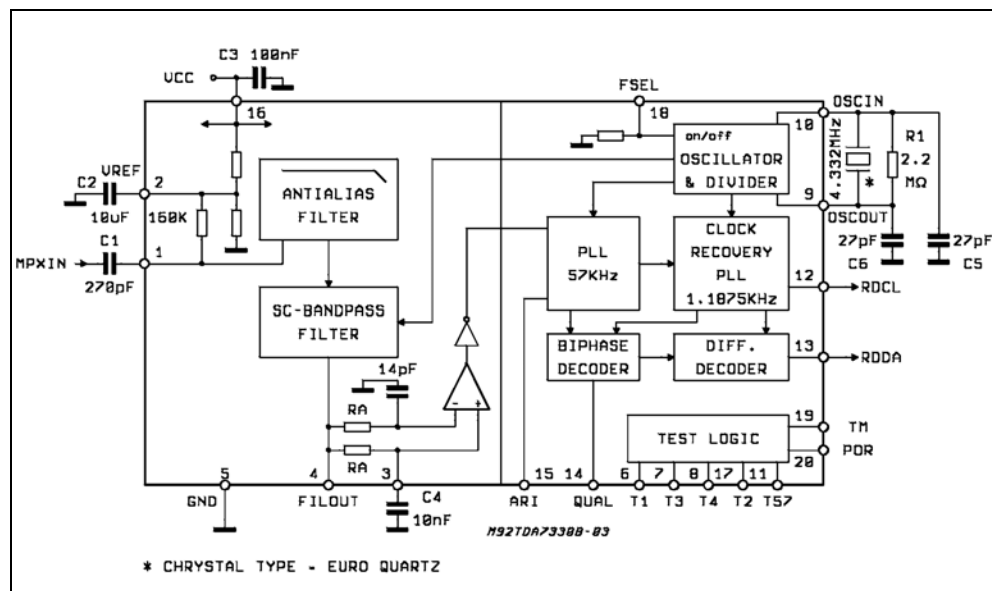 C3 100nF
VCC
FSEL
16
18
OSCIN
10
on/off
OSCILLATOR
& DIVIDER
4.332MHz
*
R1
2.2
MΩ
VREF
C2
2
10uF
160K
ANTIALIAS
FILTER
9
OSCOUT
C1
1
MPXIN
270pF
PLL
57KHz
CLOCK
RECOVERY
PLL
1.1875KHz
27pF
C6
27pF
C5
12
RDCL
SC-BANDPASS
FILTER
BIPHASE
DECODER
DIFF.
DECODER
13
RDDA
14pF
- +
RA
RA
TEST LOGIC
19
TM
POR
20
5
4
3
15
14
6
7
8
17
11
GND
FILOUT
C4
10nF
ARI
QUAL
T1
T3
T4
T2
T57
M92TDA7330B-03
* CHRYSTAL TYPE - EURO QUARTZ